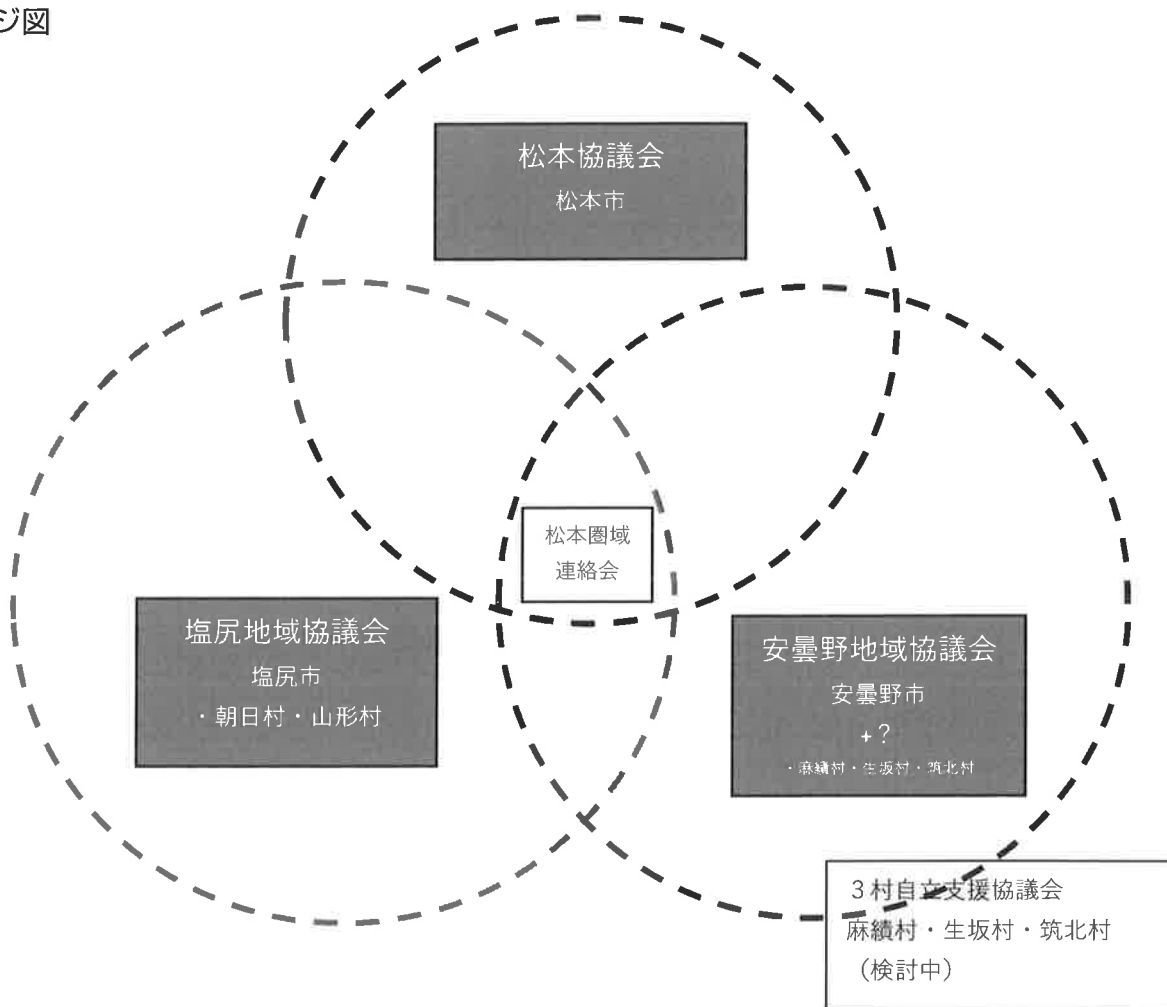 ジ図
松本協議会
松本市
松本圏域
連絡会
塩尻地域協議会
塩尻市
・朝日村・山形村
安曇野地域協議会
安曇野市
+？
・麻績村・生坂村・筑北村
３村自立支援協議会
麻績村・生坂村・筑北村
（検討中）